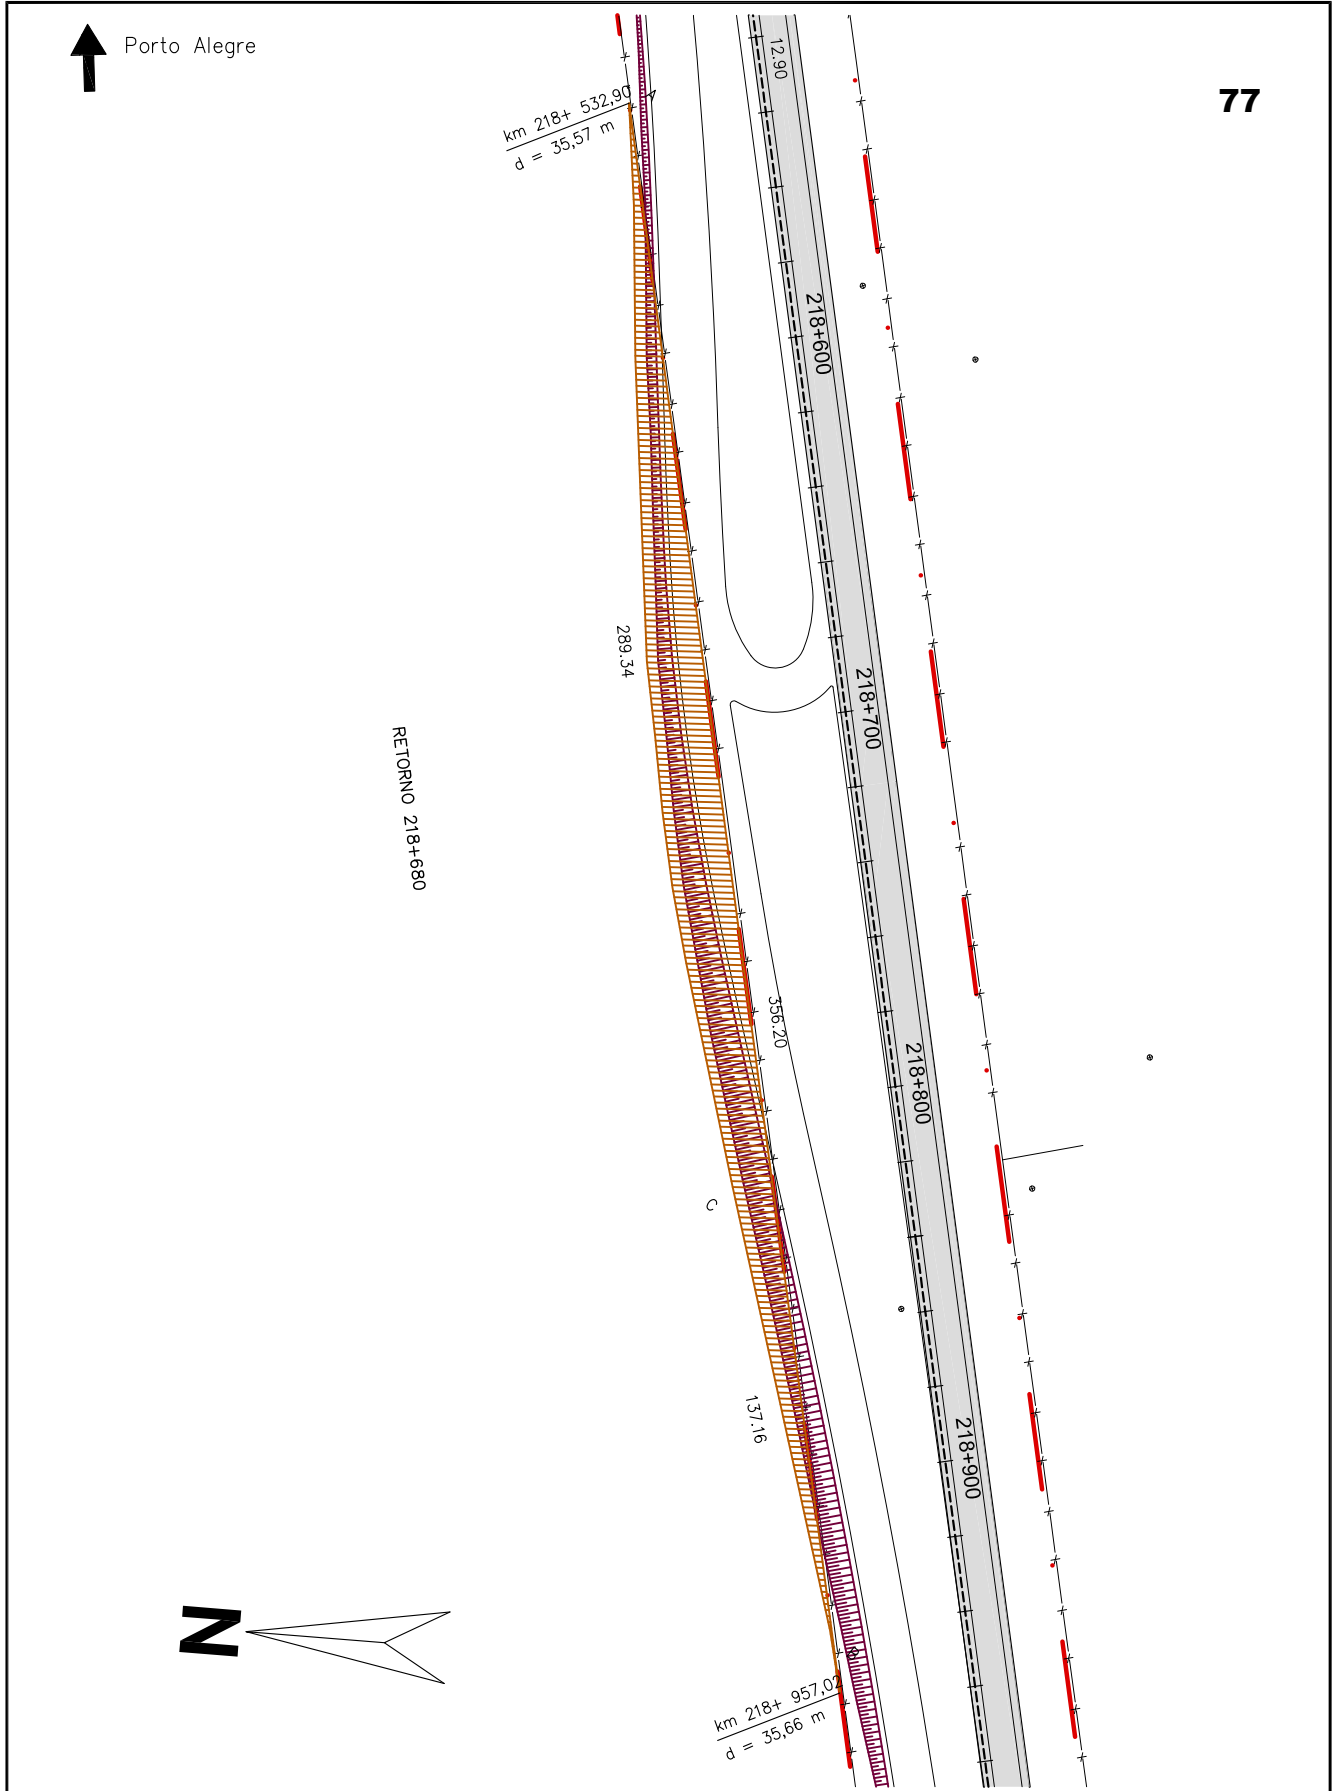 Porto Alegre
77
12.90
km 218+ 532,90
d = 35,57 m
A
218+600
289.34
218+700
RETORNO 218+680
356.20
218+800
C
137.16
218+900
N
B
km 218+ 957,02
d = 35,66 m